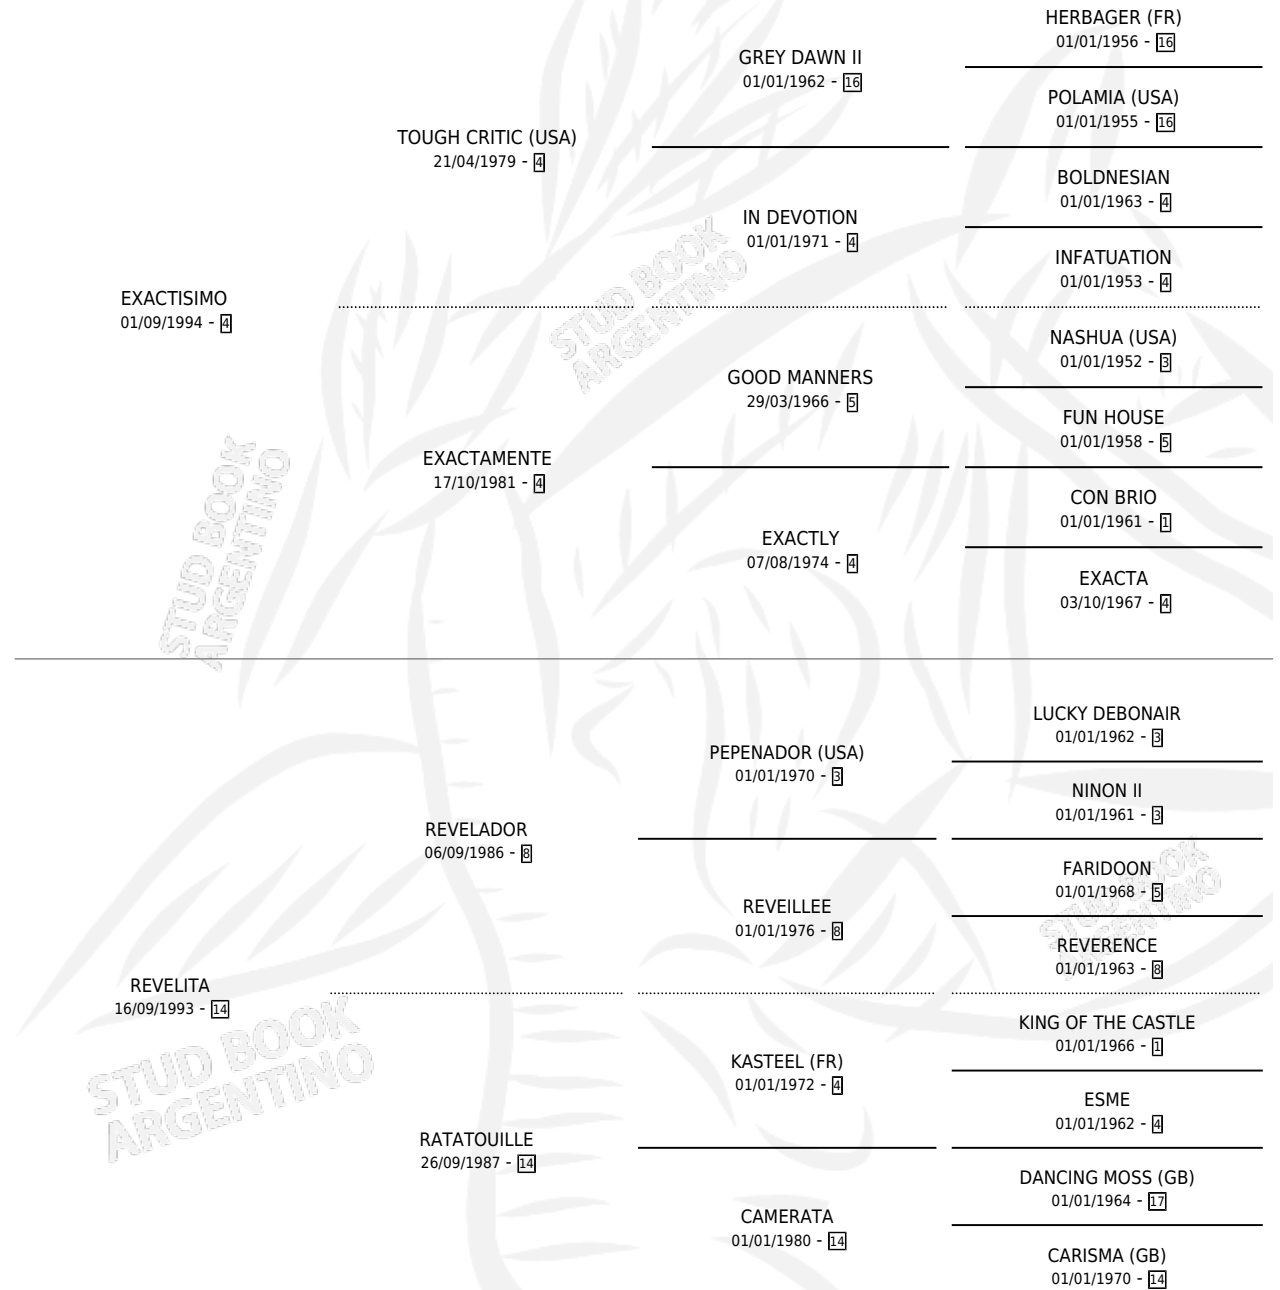 HERBAGER (FR)
01/01/1956 - 16
GREY DAWN II
01/01/1962 - 16
POLAMIA (USA)
01/01/1955 - 16
TOUGH CRITIC (USA)
21/04/1979 - 4
BOLDNESIAN
01/01/1963 - 4
IN DEVOTION
01/01/1971 - 4
INFATUATION
01/01/1953 - 4
EXACTISIMO
01/09/1994 - 4
NASHUA (USA)
01/01/1952 - 3
GOOD MANNERS
29/03/1966 - 5
FUN HOUSE
01/01/1958 - 5
EXACTAMENTE
17/10/1981 - 4
CON BRIO
01/01/1961 - 1
EXACTLY
07/08/1974 - 4
EXACTA
03/10/1967 - 4
LUCKY DEBONAIR
01/01/1962 - 3
PEPENADOR (USA)
01/01/1970 - 3
NINON II
01/01/1961 - 3
REVELADOR
06/09/1986 - 8
FARIDOON
01/01/1968 - 5
REVEILLEE
01/01/1976 - 8
REVERENCE
01/01/1963 - 8
REVELITA
16/09/1993 - 14
KING OF THE CASTLE
01/01/1966 - 1
KASTEEL (FR)
01/01/1972 - 4
ESME
01/01/1962 - 4
RATATOUILLE
26/09/1987 - 14
DANCING MOSS (GB)
01/01/1964 - 17
CAMERATA
01/01/1980 - 14
CARISMA (GB)
01/01/1970 - 14
STUD BOOK
ARGENTINO
STUD BOOK
ARGENTINO
STUD BOOK
ARGENTINO
STUD BOOK
ARGENTINO